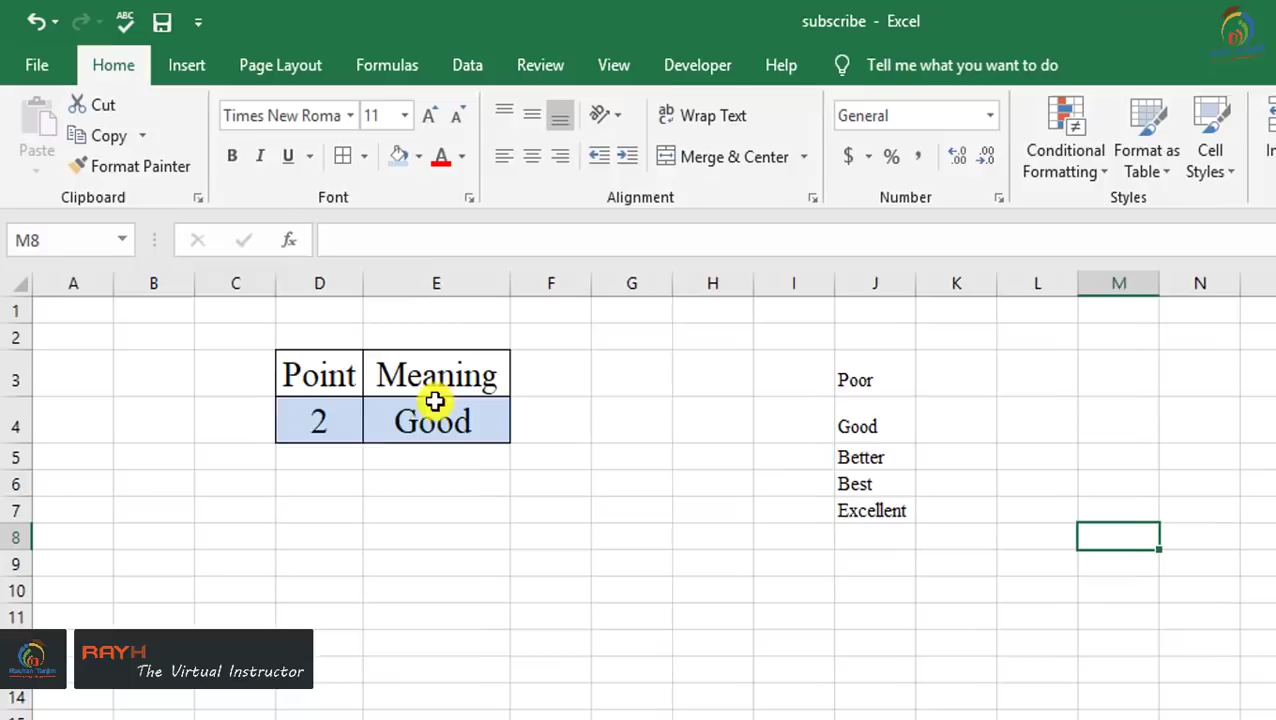 ABC
subscribe - Excel
File Home Insert Page Layout Formulas Data Review View Developer Help Tell me what you want to do
Paste
Cut
Copy
Format Painter
Clipboard
Times New Roma 11
B I U A
Font
ab Wrap Text
Merge & Center
Alignment
General
$ % ,
Number
Conditional Formatting
Format as Table
Cell Styles
Styles
M8 fx
A B C D E F G H I J K L M N
1
2
3 Point Meaning Poor
4 2 Good Good
5 Better
6 Best
7 Excellent
8
9
10
11
14
RAYH
The Virtual Instructor